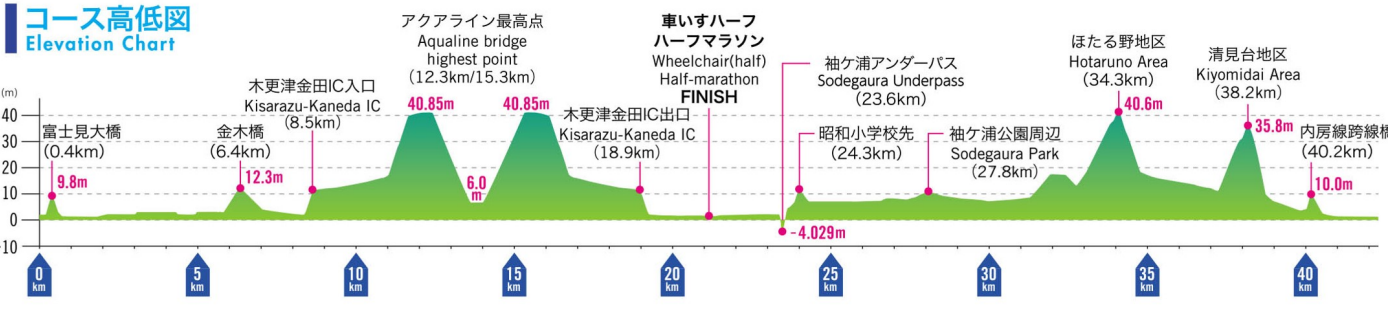 コース高低図
Elevation Chart
(m)
40
30
20
10
0
-10
富士見大橋
(0.4km)
9.8m
金木橋
(6.4km)
12.3m
木更津金田IC入口
Kisarazu-Kaneda IC
(8.5km)
アクアライン最高点
Aqualine bridge
highest point
(12.3km/15.3km)
40.85m
40.85m
6.0
m
木更津金田IC出口
Kisarazu-Kaneda IC
(18.9km)
車いすハーフ
ハーフマラソン
Wheelchair(half)
Half-marathon
FINISH
袖ケ浦アンダーパス
Sodegaura Underpass
(23.6km)
-4.029m
昭和小学校先
(24.3km)
袖ケ浦公園周辺
Sodegaura Park
(27.8km)
ほたる野地区
Hotaruno Area
(34.3km)
40.6m
清見台地区
Kiyomidai Area
(38.2km)
35.8m
内房線跨線橋
(40.2km)
10.0m
0
km
5
km
10
km
15
km
20
km
25
km
30
km
35
km
40
km